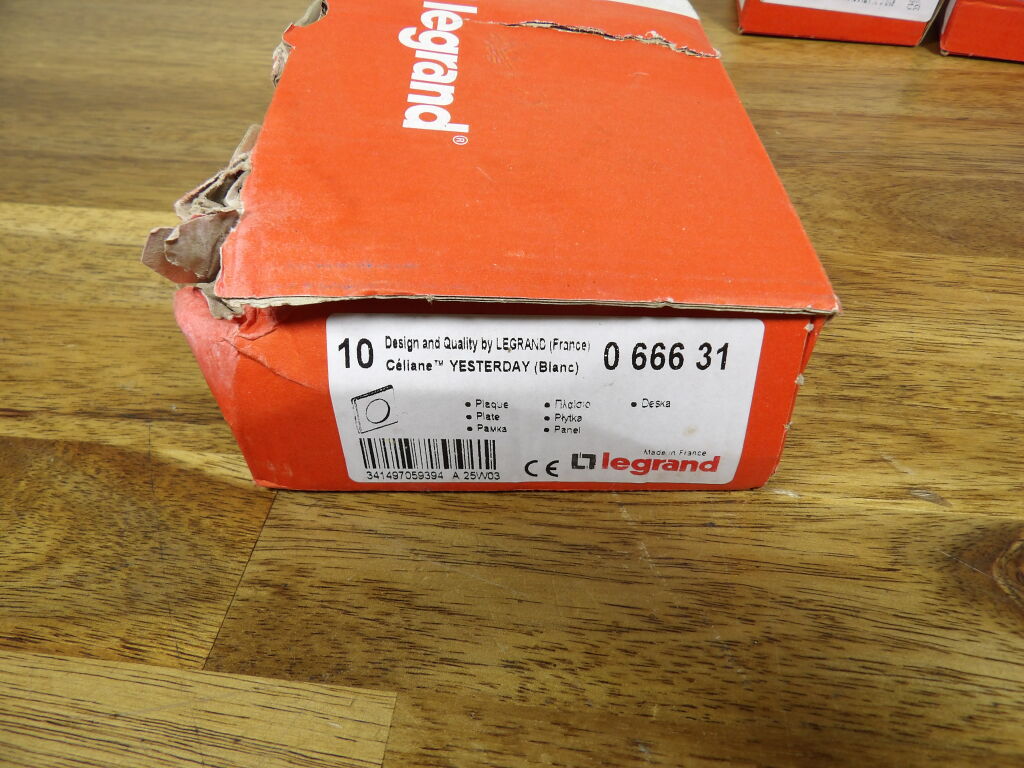 legrand®
10 Design and Quality by LEGRAND (France) 0 666 31
Céliane™ YESTERDAY (Blanc)
• Plaque • Πλαίσιο • Deska
• Plate • Płytka
• Рамка • Panel
341497059394 A 25W03
CE
Made in France
legrand